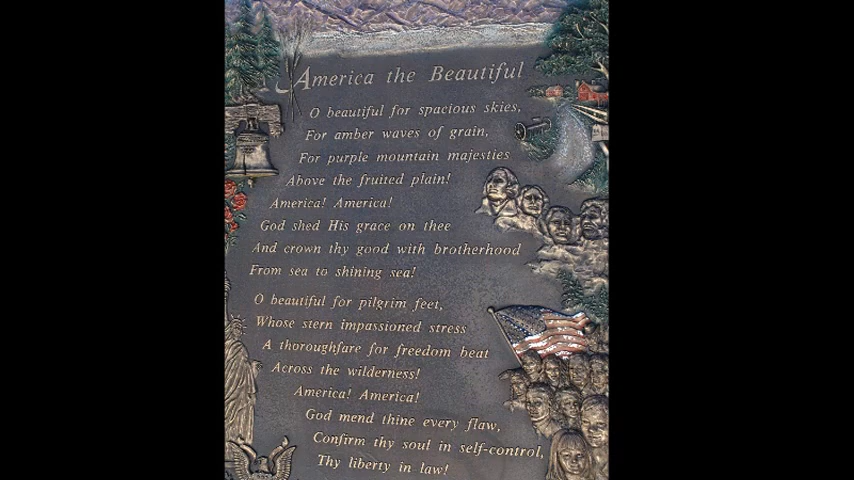 America the Beautiful
O beautiful for spacious skies,
For amber waves of grain,
For purple mountain majesties
Above the fruited plain!
America! America!
God shed His grace on thee
And crown thy good with brotherhood
From sea to shining sea!
O beautiful for pilgrim feet,
Whose stern impassioned stress
A thoroughfare for freedom beat
Across the wilderness!
America! America!
God mend thine every flaw,
Confirm thy soul in self-control,
Thy liberty in law!